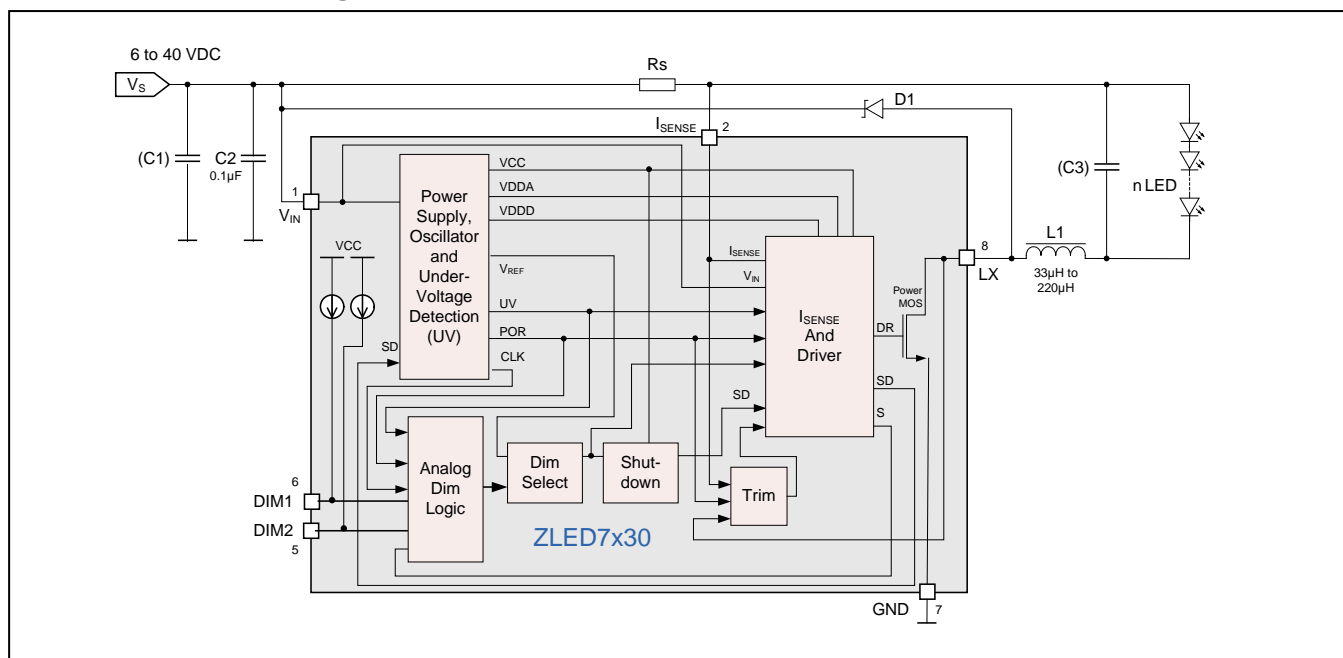 6 to 40 VDC
VS
Rs
D1
ISENSE
2
(C1)
C2
0.1µF
1
VIN
(C3)
n LED
L1
33µH to
220µH
8
LX
VCC
Power
Supply,
Oscillator
and
Under-
Voltage
Detection
(UV)
SD
VCC
VDDA
VDDD
VREF
UV
POR
CLK
ISENSE
VIN
ISENSE
And
Driver
SD
DR
SD
S
Power
MOS
Analog
Dim
Logic
Dim
Select
Shut-
down
Trim
6
DIM1
DIM2
5
ZLED7x30
GND
7